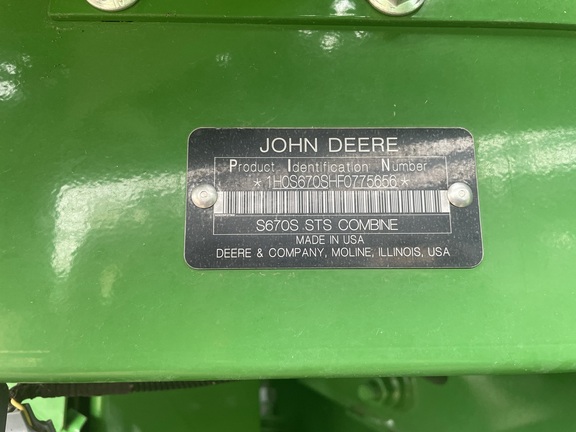 JOHN DEERE
Product Identification Number
*1H0S670SHF0775656*
S670S STS COMBINE
MADE IN USA
DEERE & COMPANY, MOLINE, ILLINOIS, USA